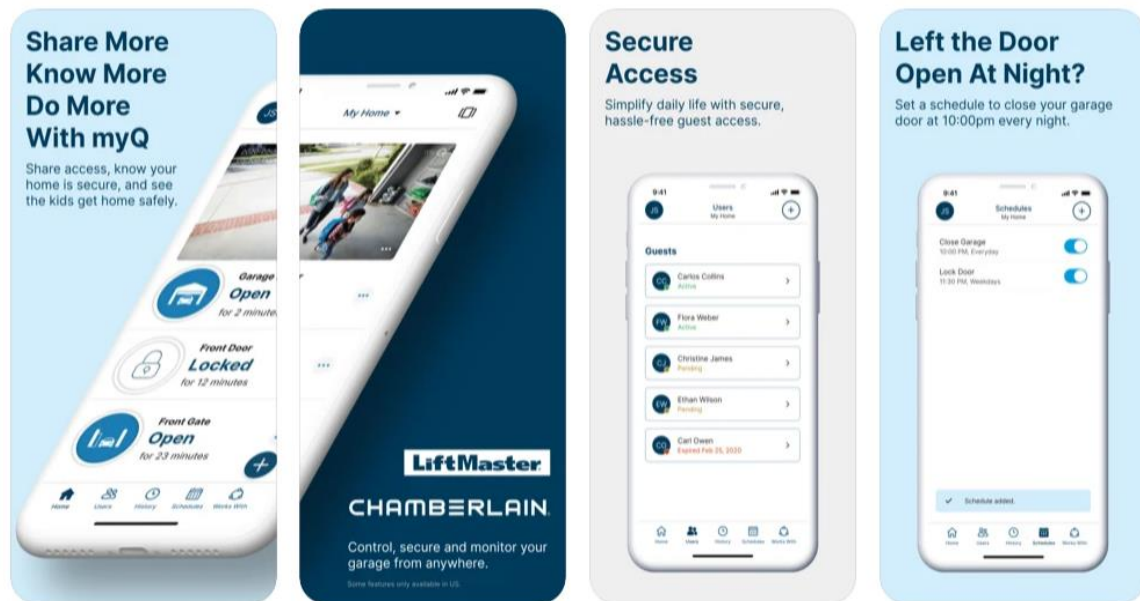 Share More
Know More
Do More
With myQ
Share access, know your
home is secure, and see
the kids get home safely.
JS
Garage
Open
for 2 minute
Front Door
Locked
for 12 minutes
Front Gate
Open
for 23 minutes
Home Users History Schedules Works With
My Home
LiftMaster
CHAMBERLAIN
Control, secure and monitor your
garage from anywhere.
Some features only available in US.
Secure
Access
Simplify daily life with secure,
hassle-free guest access.
9:41
JS
Users
My Home
Guests
CC
Carlos Collins
Active
FW
Flora Weber
Active
CJ
Christine James
Pending
EW
Ethan Wilson
Pending
CO
Carl Owen
Expired Feb 25, 2020
Home Users History Schedules Works With
Left the Door
Open At Night?
Set a schedule to close your garage
door at 10:00pm every night.
9:41
JS
Schedules
My Home
Close Garage
10:00 PM, Everyday
Lock Door
11:30 PM, Weekdays
Schedule added.
Home Users History Schedules Works With